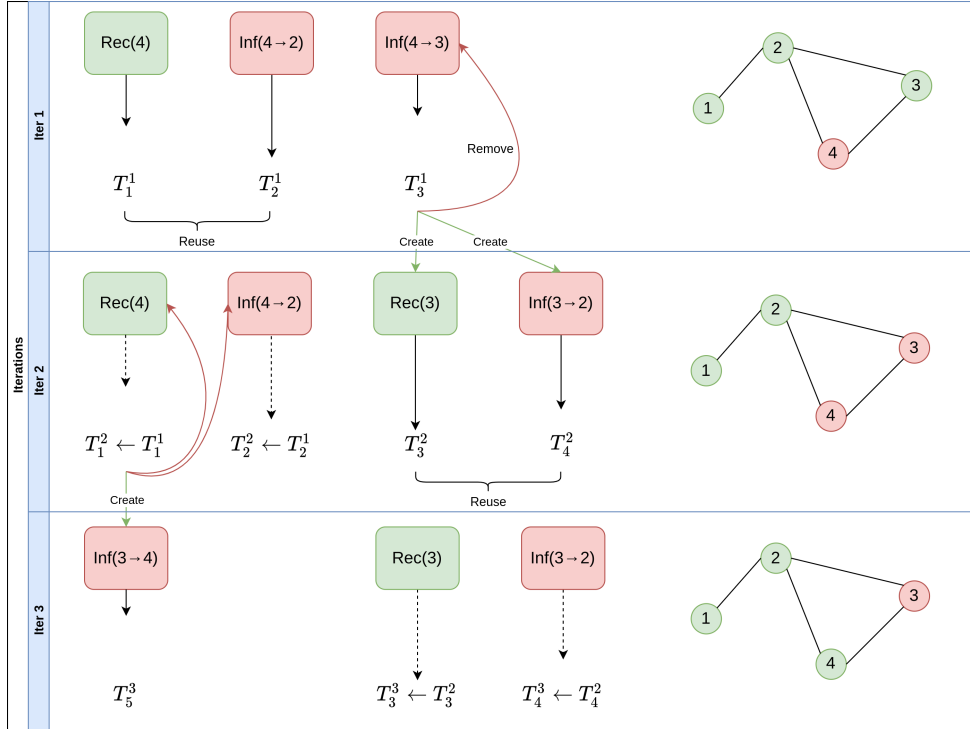 Iterations
Iter 1
Rec(4)
Inf(4→2)
Inf(4→3)
Remove
T_1^1
T_2^1
T_3^1
Reuse
Create
Create
1
2
3
4
Iter 2
Rec(4)
Inf(4→2)
Rec(3)
Inf(3→2)
T_1^2 ← T_1^1
T_2^2 ← T_2^1
T_3^2
T_4^2
Create
Reuse
1
2
3
4
Iter 3
Inf(3→4)
Rec(3)
Inf(3→2)
T_5^3
T_3^3 ← T_3^2
T_4^3 ← T_4^2
1
2
3
4